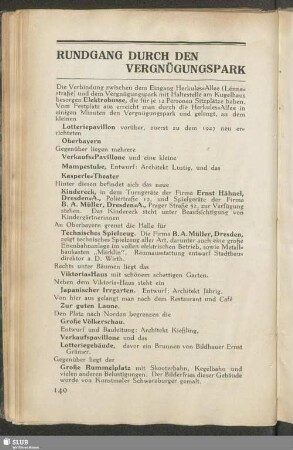 RUNDGANG DURCH DEN
VERGNÜGUNGSPARK
Die Verbindung zwischen dem Eingang Herkules-Allee (Lenné-
straße) und dem Vergnügungspark mit Haltestelle am Kugelhaus
besorgen Elektrobusse, die für je 12 Personen Sitzplätze haben.
Vom Festplatz aus erreicht man durch die Herkules-Allee in
einigen Minuten den Vergnügungspark und gelangt, an dem
kleinen
Lotteriepavillon vorüber, zuerst zu dem 1927 neu er-
richteten
Oberbayern
Gegenüber liegen mehrere
Verkaufs-Pavillone und eine kleine
Mampestube, Entwurf: Architekt Lustig, und das
Kasperle-Theater
Hinter diesen befindet sich die neue
Kindereck, in dem Turngeräte der Firma Ernst Hähnel,
Dresden-A., Polierstraße 19, und Spielgeräte der Firma
B. A. Müller, Dresden-A., Prager Straße 32, zur Verfügung
stehen. Das Kindereck steht unter Beaufsichtigung von
Kindergärtnerinnen
An Oberbayern grenzt die Halle für
Technisches Spielzeug. Die Firma B. A. Müller, Dresden,
zeigt technisches Spielzeug aller Art, darunter auch eine große
Eisenbahnanlage im vollen elektrischen Betrieb, sowie Metall-
baukasten „Märklin“. Raumausstattung entwarf Stadtbau-
direktor a. D. Wirth.
Rechts unter Bäumen liegt das
Viktoria-Haus mit schönem schattigen Garten.
Neben dem Viktoria-Haus zieht ein
Japanischer Irrgarten. Entwurf: Architekt Jährig.
Von hier aus gelangt man nach dem Restaurant und Café
Zur guten Laune.
Den Platz nach Norden begrenzen die
Große Völkerschau.
Entwurf und Bauleitung: Architekt Kießling,
Verkaufspavillone und das
Lotteriegebäude, davor ein Brunnen von Bildhauer Ernst
Grämer.
Gegenüber liegt der
Große Rummelplatz mit Skooterbahn, Kegelbahn und
vielen anderen Belustigungen. Der Bilderfries dieser Gebäude
wurde von Kunstmaler Schwarzburger gemalt.
140
SLUB